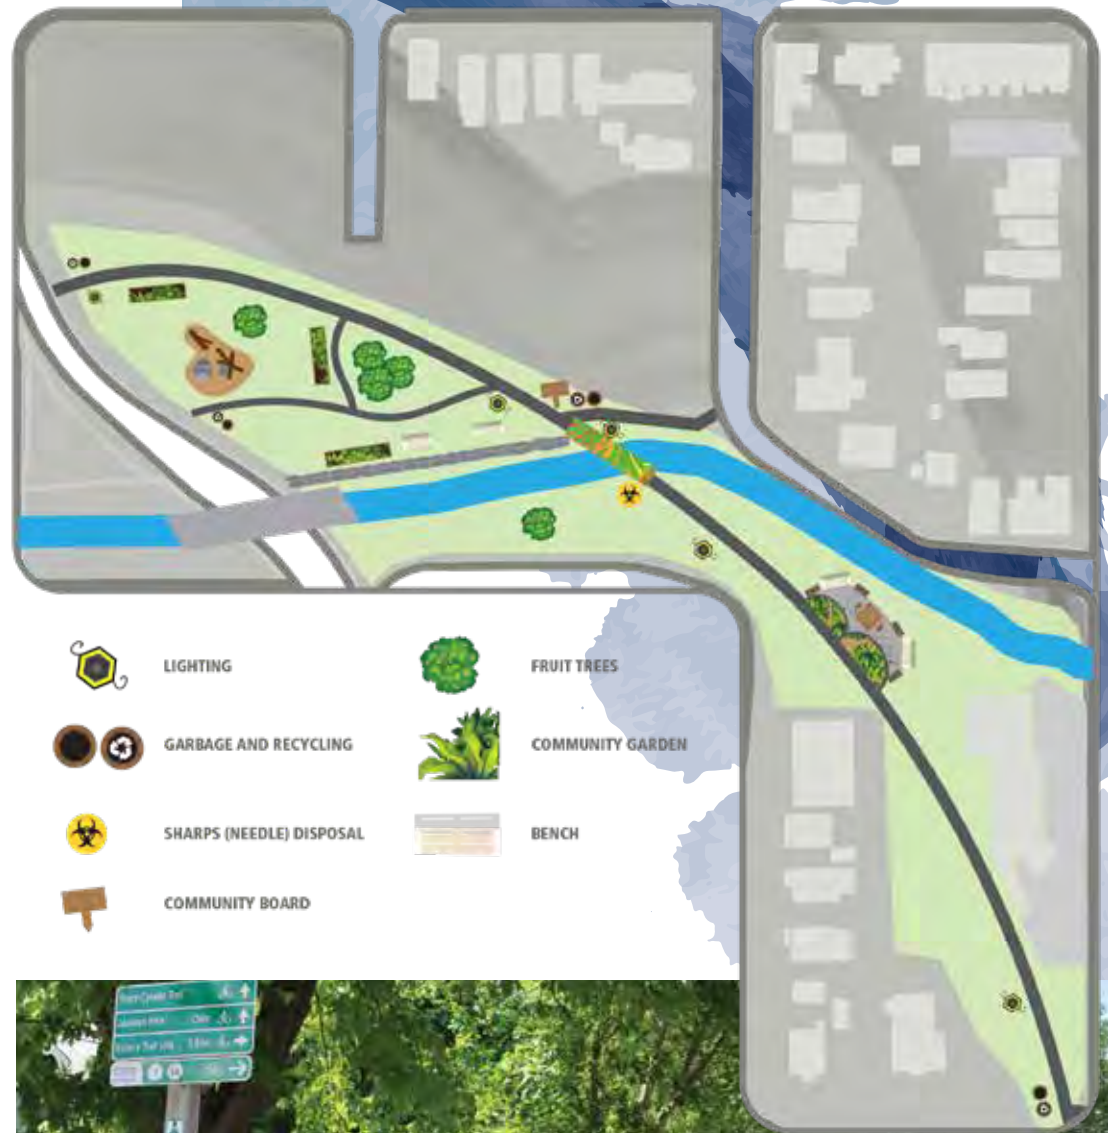 LIGHTING
FRUIT TREES
GARBAGE AND RECYCLING
COMMUNITY GARDEN
SHARPS (NEEDLE) DISPOSAL
BENCH
COMMUNITY BOARD